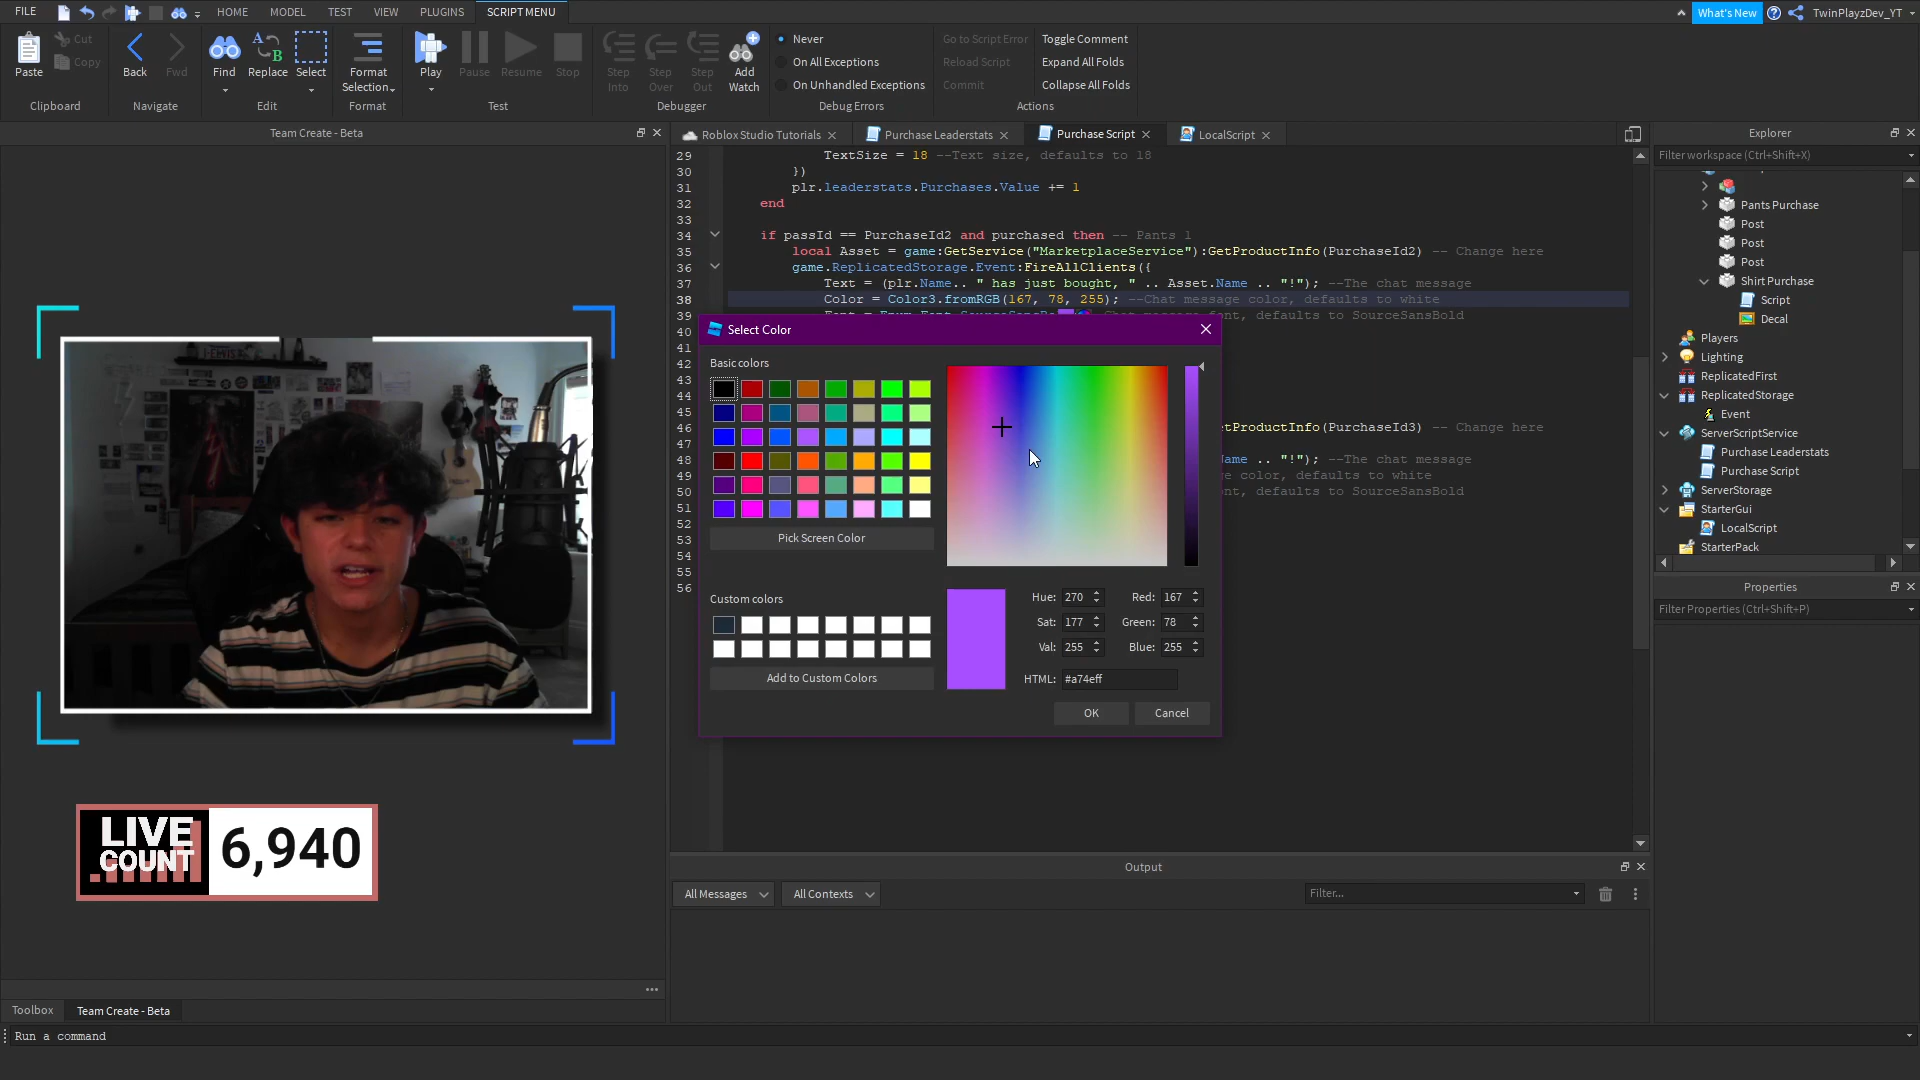 FILE HOME MODEL TEST VIEW PLUGINS SCRIPT MENU What's New TwinPlayzDev_YT
Paste Cut Copy Back Fwd Find Replace Select Format Selection Play Pause Resume Stop Step Into Step Over Step Out Add Watch
Never
On All Exceptions
On Unhandled Exceptions
Go to Script Error
Reload Script
Commit
Toggle Comment
Expand All Folds
Collapse All Folds
Clipboard Navigate Edit Format Test Debugger Debug Errors Actions
Team Create - Beta
Roblox Studio Tutorials Purchase Leaderstats Purchase Script LocalScript
29 TextSize = 18 --Text size, defaults to 18
30 })
31 plr.leaderstats.Purchases.Value += 1
32 end
33
34 if passId == PurchaseId2 and purchased then -- Pants 1
35 local Asset = game:GetService("MarketplaceService"):GetProductInfo(PurchaseId2) -- Change here
36 game.ReplicatedStorage.Event:FireAllClients({
37 Text = (plr.Name.. " has just bought, " .. Asset.Name .. "!"); --The chat message
38 Color = Color3.fromRGB(167, 78, 255); --Chat message color, defaults to white
39 font, defaults to SourceSansBold
40
41
42
43
44
45
46 tProductInfo(PurchaseId3) -- Change here
47
48 ame .. "!"); --The chat message
49 e color, defaults to white
50 ont, defaults to SourceSansBold
51
52
53
54
55
56
Select Color
Basic colors
Pick Screen Color
Custom colors
Add to Custom Colors
Hue: 270 Red: 167
Sat: 177 Green: 78
Val: 255 Blue: 255
HTML: #a74eff
OK Cancel
Explorer
Filter workspace (Ctrl+Shift+X)
Pants Purchase
Post
Post
Post
Shirt Purchase
Script
Decal
Players
Lighting
ReplicatedFirst
ReplicatedStorage
Event
ServerScriptService
Purchase Leaderstats
Purchase Script
ServerStorage
StarterGui
LocalScript
StarterPack
Properties
Filter Properties (Ctrl+Shift+P)
LIVE
COUNT
6,940
Output
All Messages All Contexts Filter...
Toolbox Team Create - Beta
Run a command